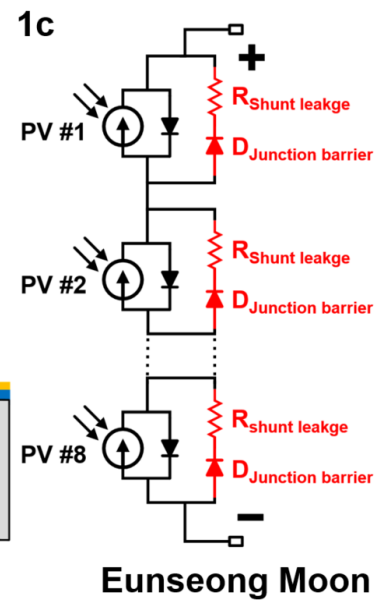 1c
+
RShunt leakge
PV #1
DJunction barrier
RShunt leakge
PV #2
DJunction barrier
Rshunt leakge
PV #8
DJunction barrier
−
Eunseong Moon